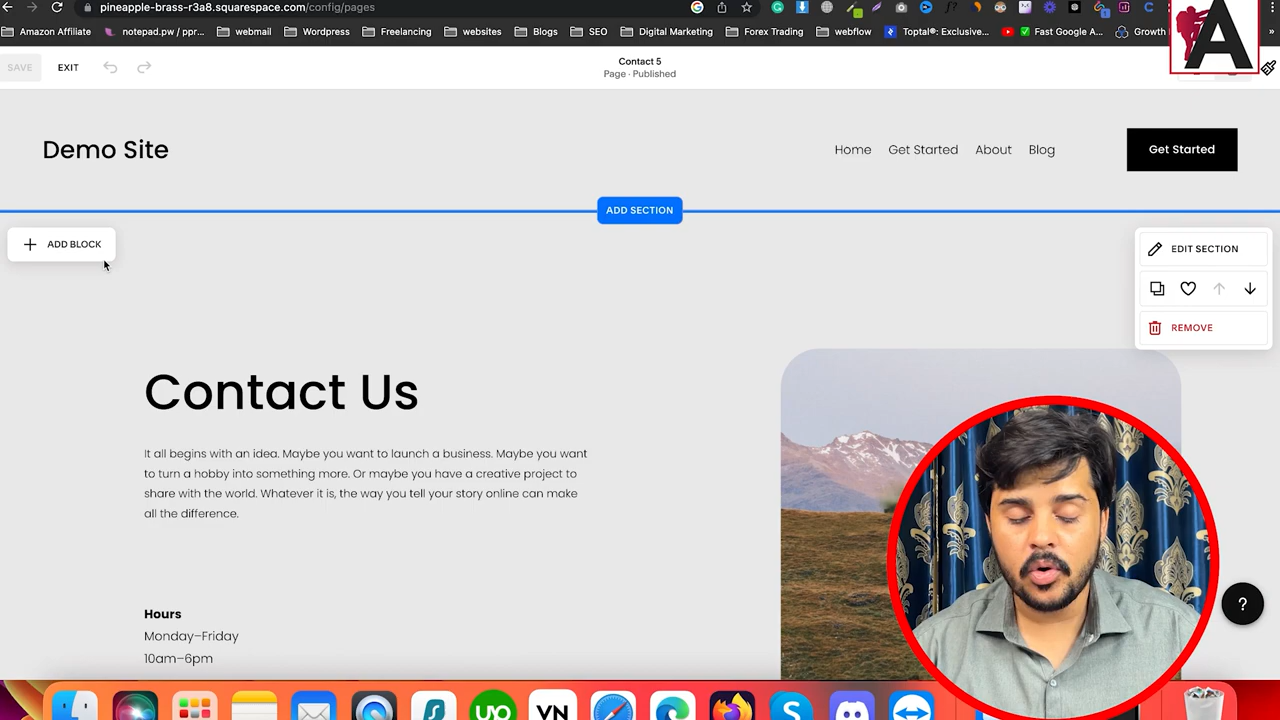 pineapple-brass-r3a8.squarespace.com/config/pages
Amazon Affiliate
notepad.pw / ppr...
webmail
Wordpress
Freelancing
websites
Blogs
SEO
Digital Marketing
Forex Trading
webflow
Toptal®: Exclusive...
Fast Google A...
Growth
»
A
SAVE
EXIT
Contact 5
Page · Published
Demo Site
Home
Get Started
About
Blog
Get Started
ADD SECTION
ADD BLOCK
EDIT SECTION
REMOVE
Contact Us
It all begins with an idea. Maybe you want to launch a business. Maybe you want
to turn a hobby into something more. Or maybe you have a creative project to
share with the world. Whatever it is, the way you tell your story online can make
all the difference.
Hours
Monday–Friday
10am–6pm
?
UO
VN